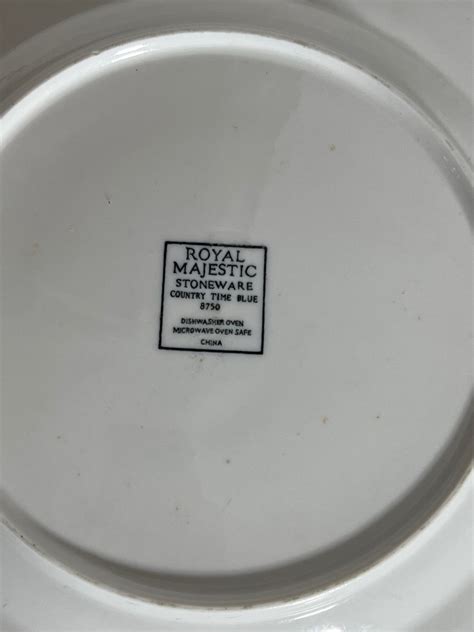 ROYAL
MAJESTIC
STONEWARE
COUNTRY TIME BLUE
8750
DISHWASHER OVEN
MICROWAVE OVEN SAFE
CHINA